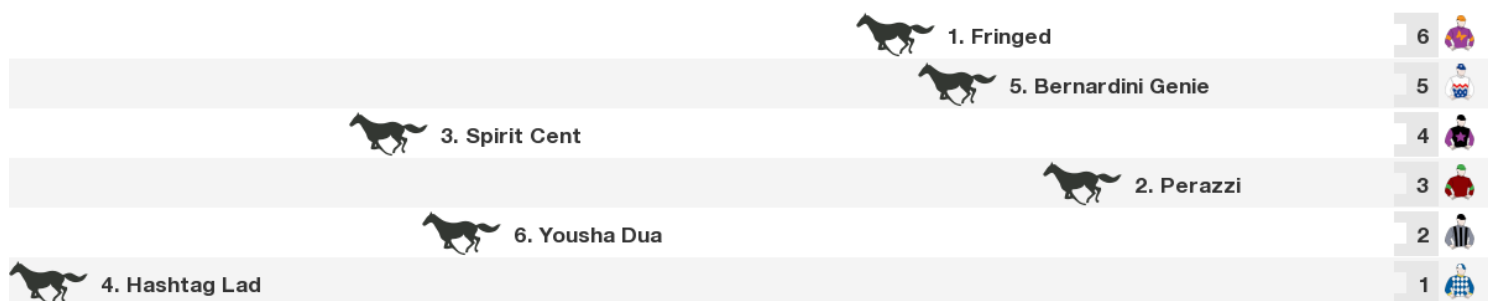 1. Fringed 6
5. Bernardini Genie 5
3. Spirit Cent 4
2. Perazzi 3
6. Yousha Dua 2
4. Hashtag Lad 1